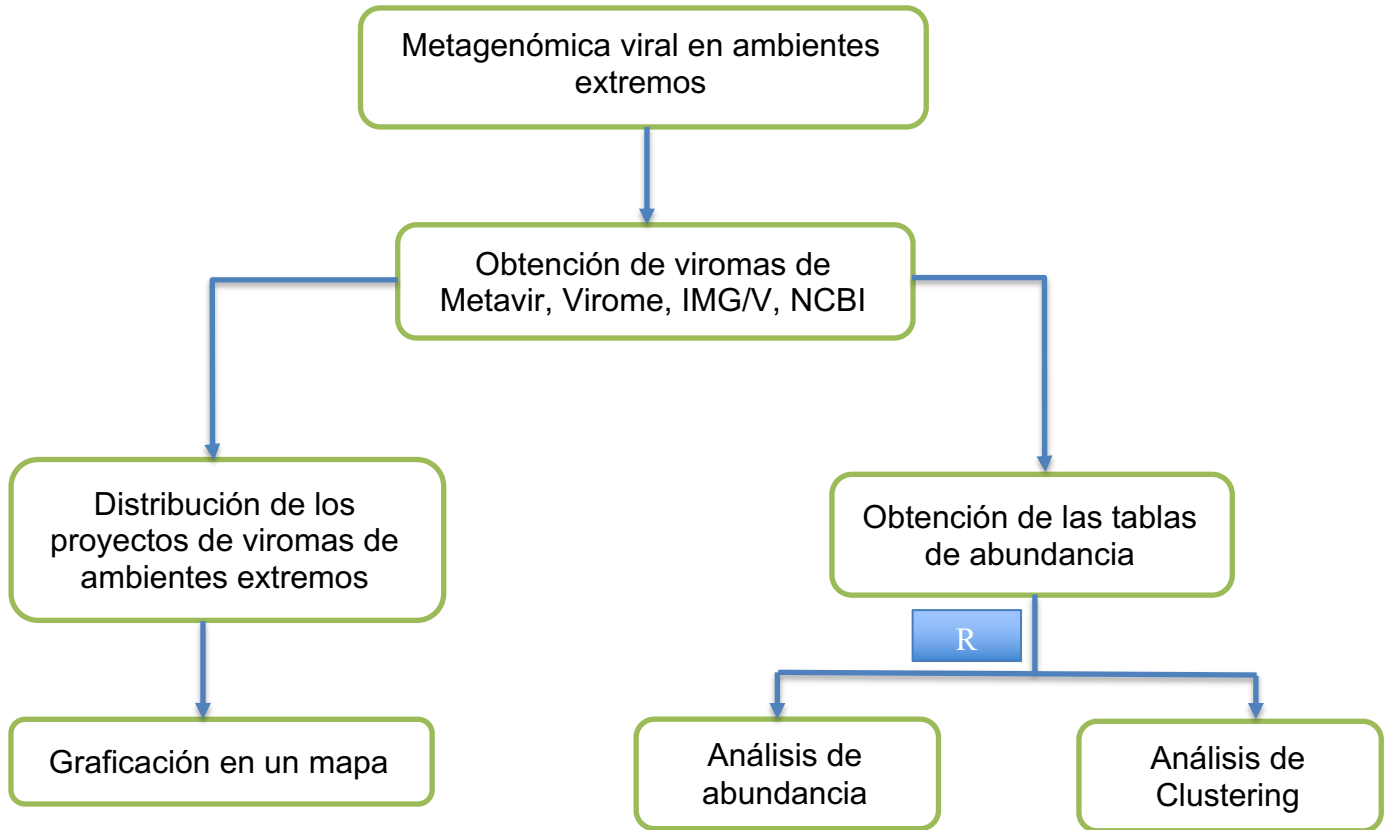 Metagenómica viral en ambientes
extremos
Obtención de viromas de
Metavir, Virome, IMG/V, NCBI
Distribución de los
proyectos de viromas de
ambientes extremos
Obtención de las tablas
de abundancia
R
Graficación en un mapa
Análisis de
abundancia
Análisis de
Clustering